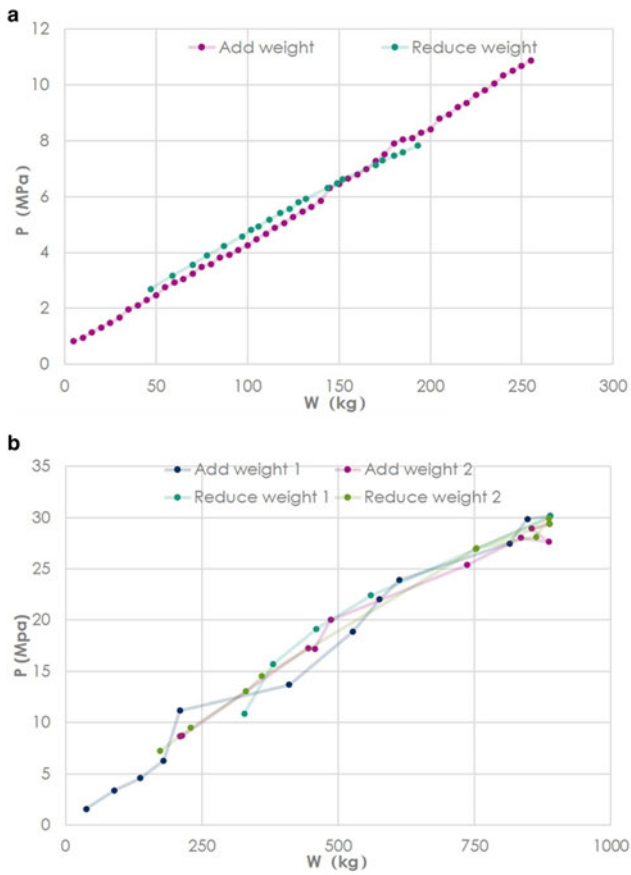 a
12
Add weight Reduce weight
10
8
P (MPa)
6
4
2
0
0 50 100 150 200 250 300
W (kg)
b
35
Add weight 1 Add weight 2
30
Reduce weight 1 Reduce weight 2
25
20
P (Mpa)
15
10
5
0
0 250 500 750 1000
W (kg)